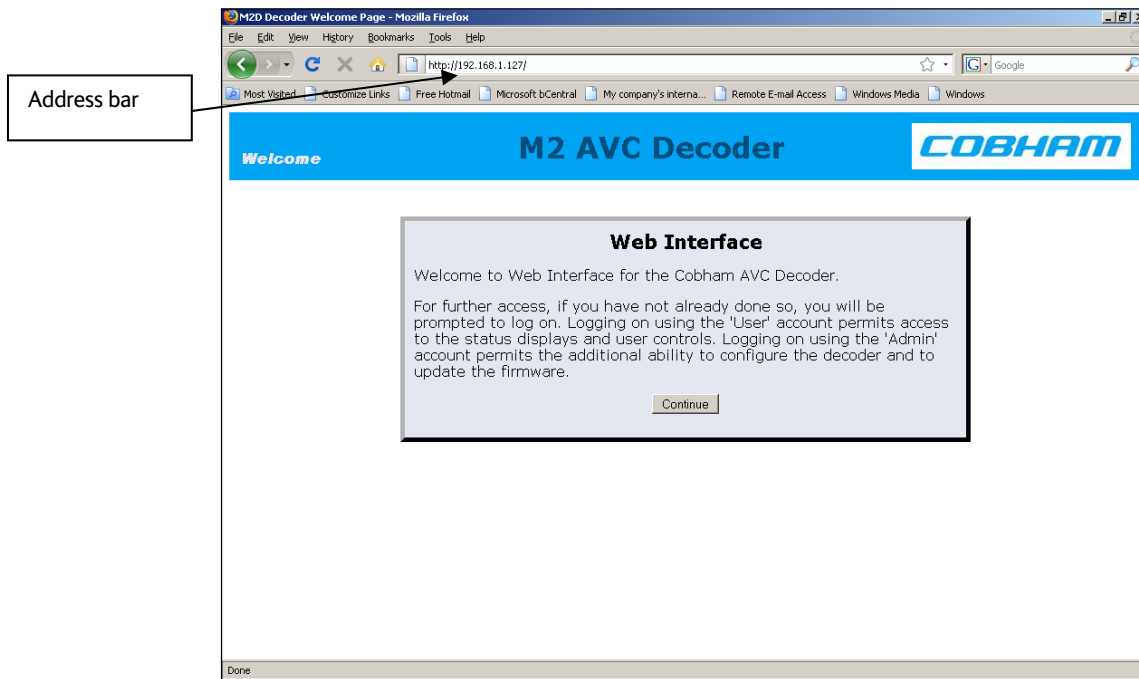 M2D Decoder Welcome Page - Mozilla Firefox
File Edit View History Bookmarks Tools Help
http://192.168.1.127/
Google
Address bar
Most Visited Customize Links Free Hotmail Microsoft bCentral My company's interna... Remote E-mail Access Windows Media Windows
Welcome
M2 AVC Decoder
COBHAM
Web Interface
Welcome to Web Interface for the Cobham AVC Decoder.
For further access, if you have not already done so, you will be
prompted to log on. Logging on using the 'User' account permits access
to the status displays and user controls. Logging on using the 'Admin'
account permits the additional ability to configure the decoder and to
update the firmware.
Continue
Done